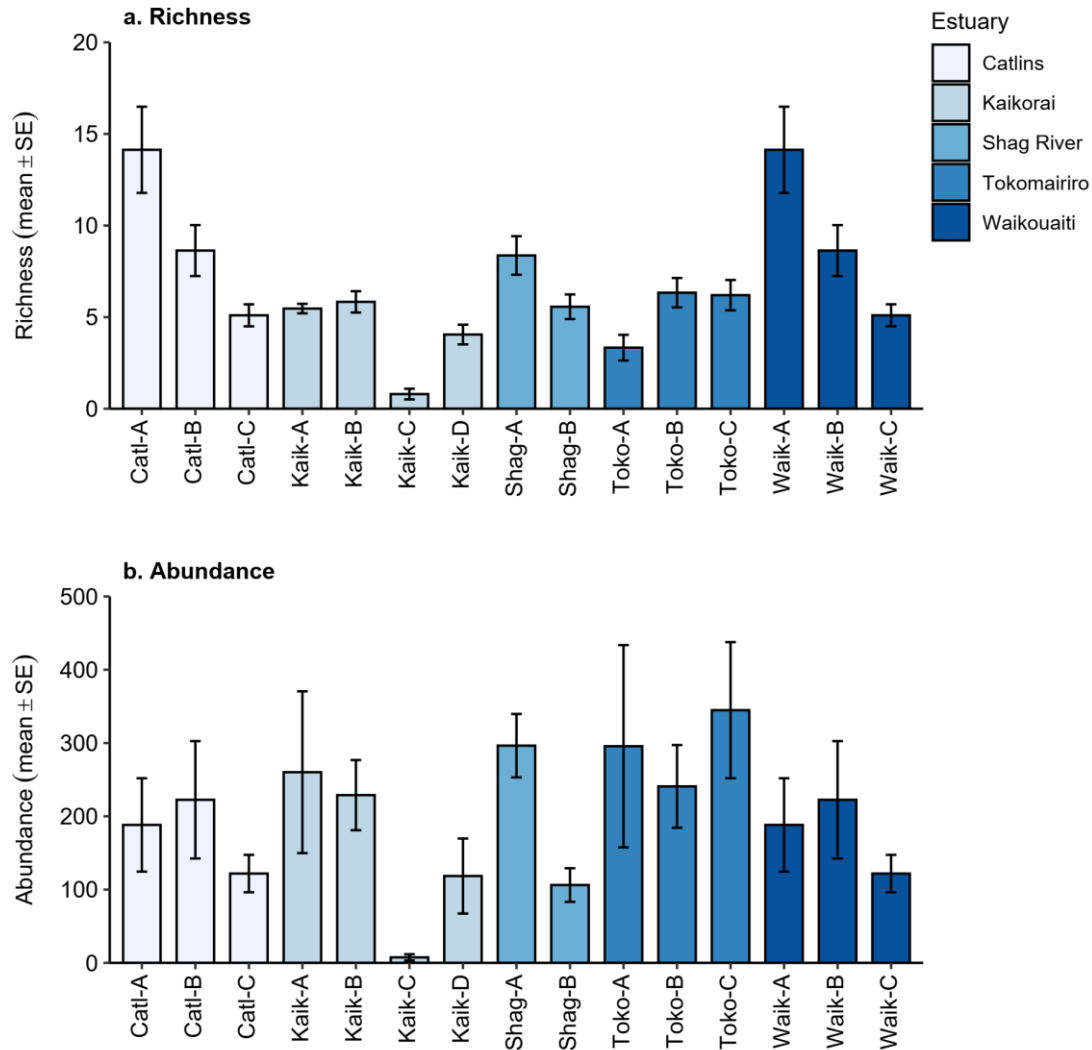 a. Richness
Richness (mean ± SE)
20
15
10
5
0
Catl-A
Catl-B
Catl-C
Kaik-A
Kaik-B
Kaik-C
Kaik-D
Shag-A
Shag-B
Toko-A
Toko-B
Toko-C
Waik-A
Waik-B
Waik-C
Estuary
Catlins
Kaikorai
Shag River
Tokomairiro
Waikouaiti
b. Abundance
Abundance (mean ± SE)
500
400
300
200
100
0
Catl-A
Catl-B
Catl-C
Kaik-A
Kaik-B
Kaik-C
Kaik-D
Shag-A
Shag-B
Toko-A
Toko-B
Toko-C
Waik-A
Waik-B
Waik-C